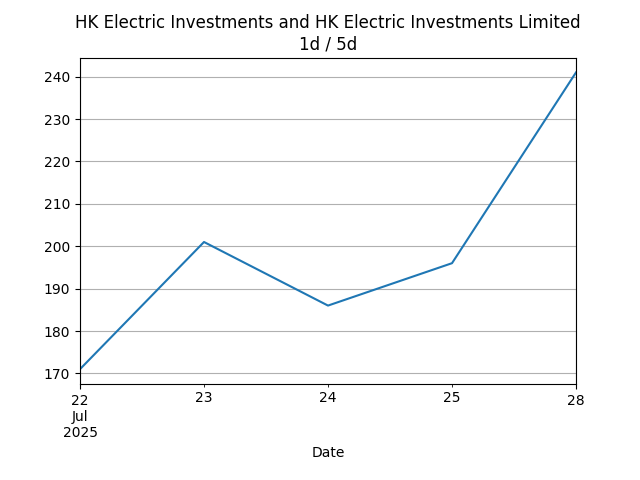 HK Electric Investments and HK Electric Investments Limited
1d / 5d
240
230
220
210
200
190
180
170
22 23 24 25 28
Jul
2025
Date